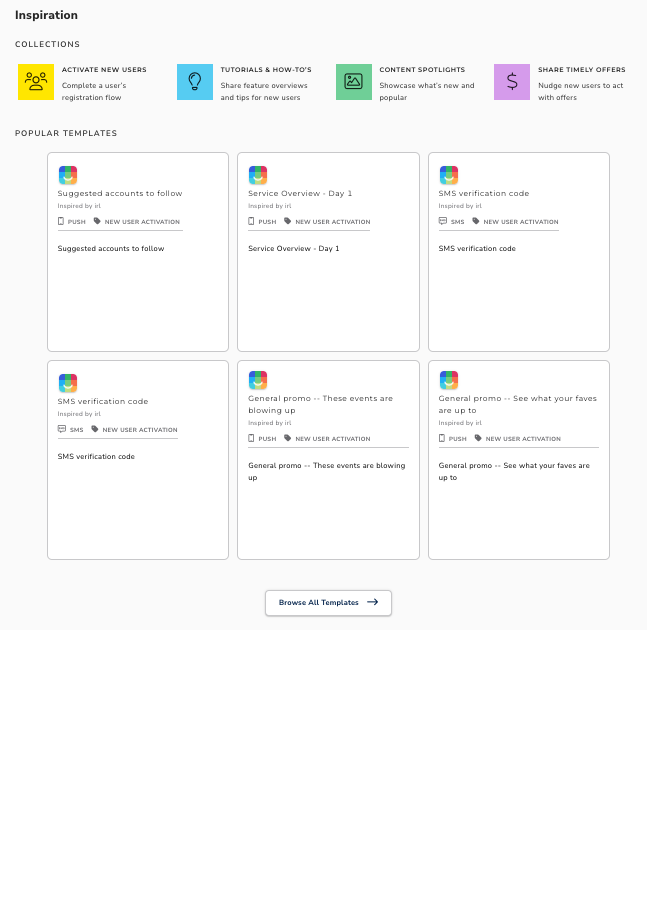 Inspiration
COLLECTIONS
ACTIVATE NEW USERS
Complete a user's
registration flow
TUTORIALS & HOW-TO'S
Share feature overviews
and tips for new users
CONTENT SPOTLIGHTS
Showcase what's new and
popular
SHARE TIMELY OFFERS
Nudge new users to act
with offers
POPULAR TEMPLATES
Suggested accounts to follow
Inspired by irl
PUSH NEW USER ACTIVATION
Suggested accounts to follow
Service Overview - Day 1
Inspired by irl
PUSH NEW USER ACTIVATION
Service Overview - Day 1
SMS verification code
Inspired by irl
SMS NEW USER ACTIVATION
SMS verification code
SMS verification code
Inspired by irl
SMS NEW USER ACTIVATION
SMS verification code
General promo -- These events are
blowing up
Inspired by irl
PUSH NEW USER ACTIVATION
General promo -- These events are blowing
up
General promo -- See what your faves
are up to
Inspired by irl
PUSH NEW USER ACTIVATION
General promo -- See what your faves are
up to
Browse All Templates